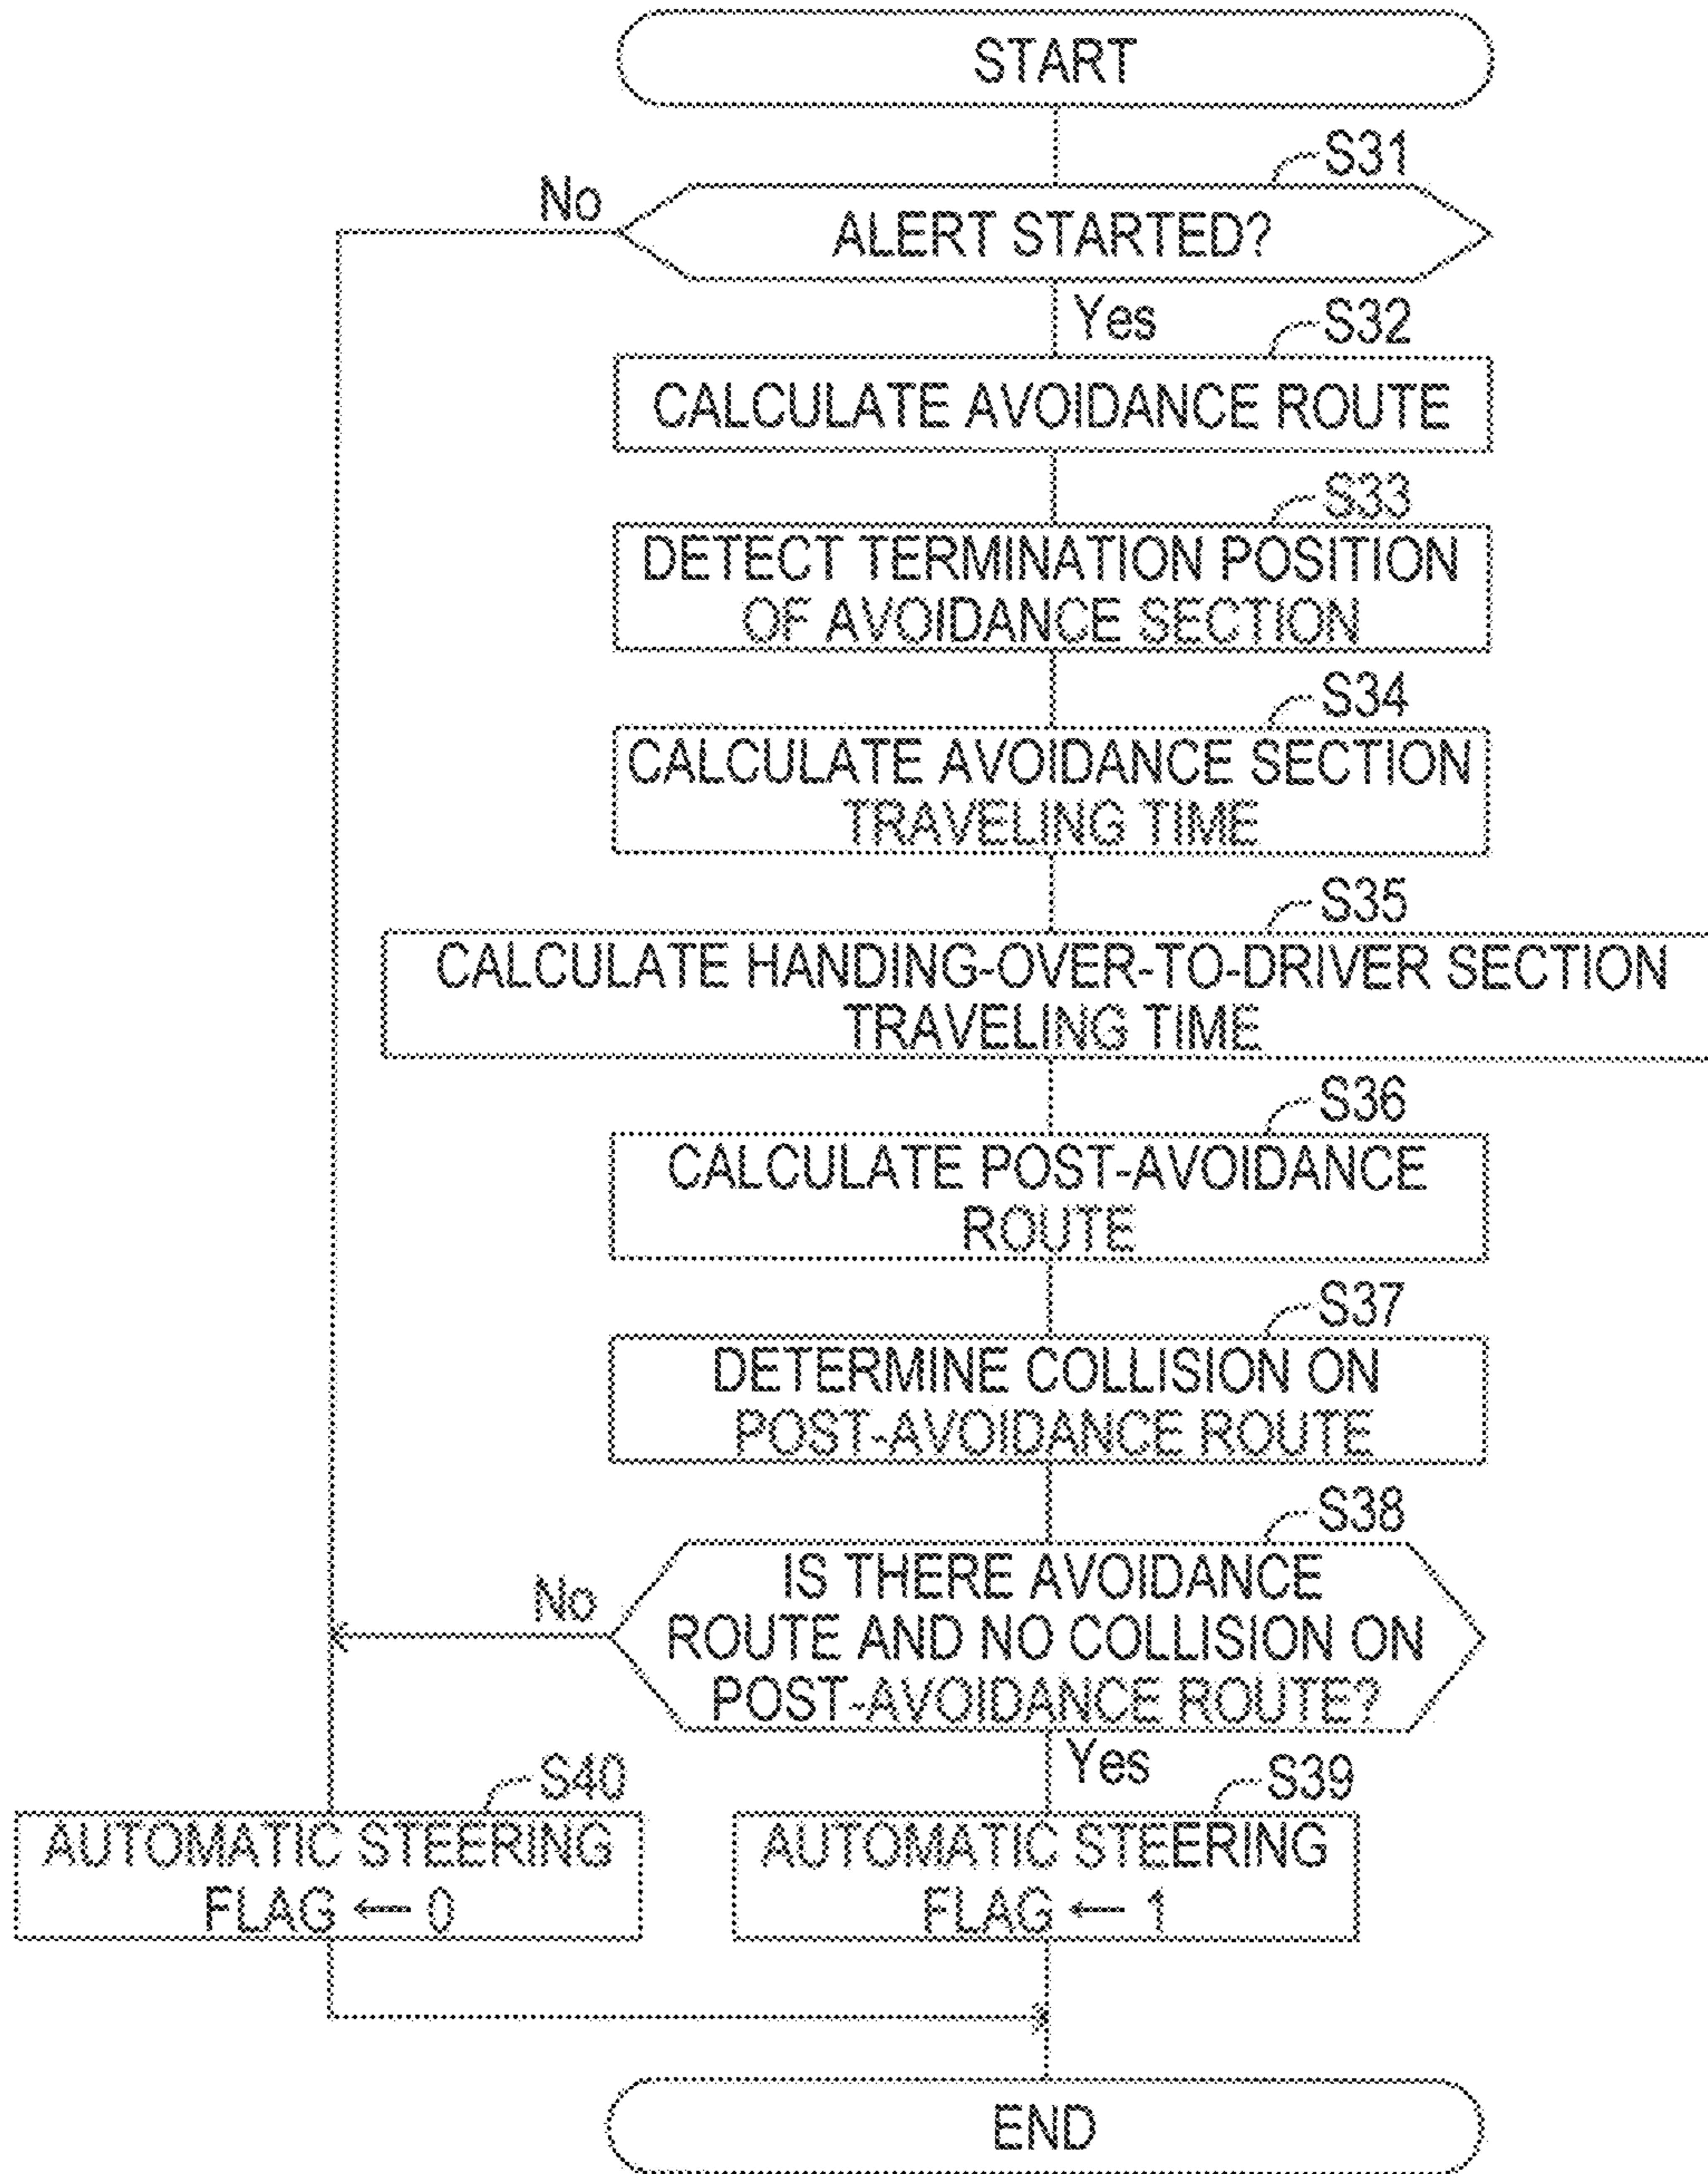 START
S31
No
ALERT STARTED?
Yes
S32
CALCULATE AVOIDANCE ROUTE
S33
DETECT TERMINATION POSITION
OF AVOIDANCE SECTION
S34
CALCULATE AVOIDANCE SECTION
TRAVELING TIME
S35
CALCULATE HANDING-OVER-TO-DRIVER SECTION
TRAVELING TIME
S36
CALCULATE POST-AVOIDANCE
ROUTE
S37
DETERMINE COLLISION ON
POST-AVOIDANCE ROUTE
S38
No
IS THERE AVOIDANCE
ROUTE AND NO COLLISION ON
POST-AVOIDANCE ROUTE?
Yes
S40
AUTOMATIC STEERING
FLAG ← 0
S39
AUTOMATIC STEERING
FLAG ← 1
END